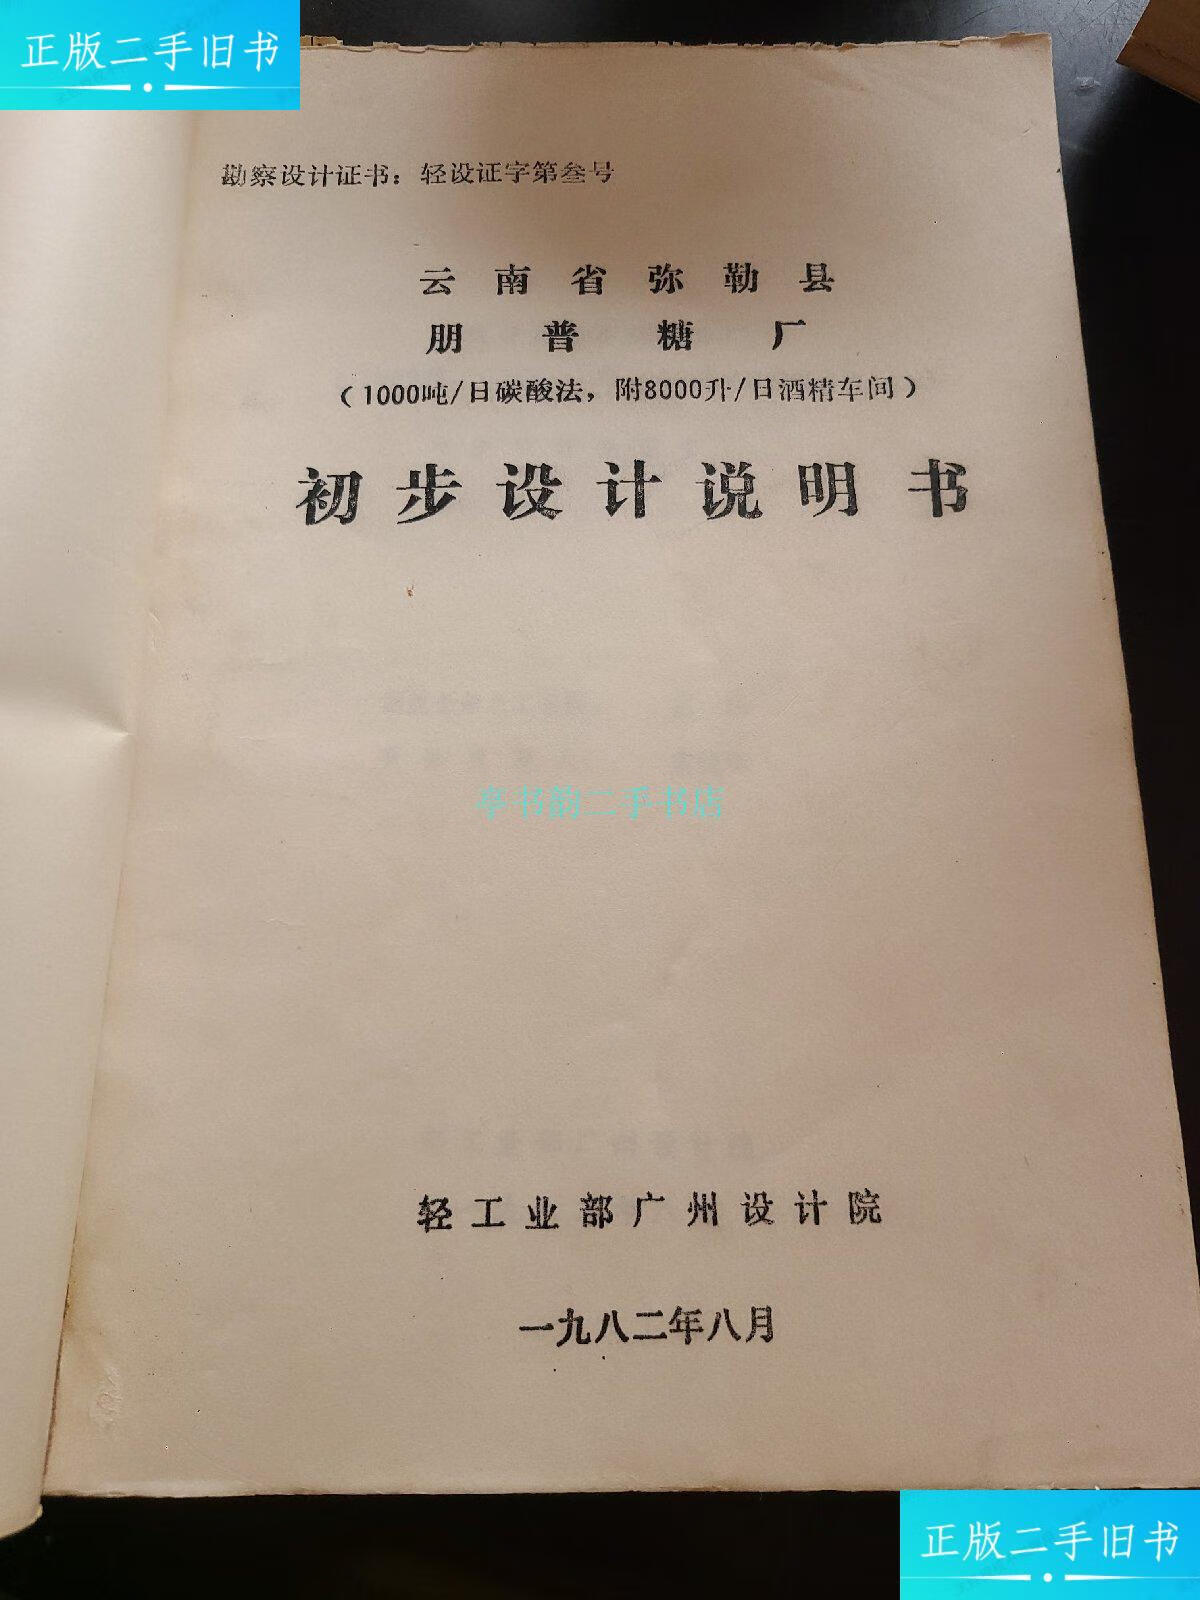 正版二手旧书
勘察设计证书：轻设证字第叁号
云南省弥勒县
朋普糖厂
（1000吨/日碳酸法，附8000升/日酒精车间）
初步设计说明书
亭书韵二手书店
轻工业部广州设计院
一九八二年八月
正版二手旧书